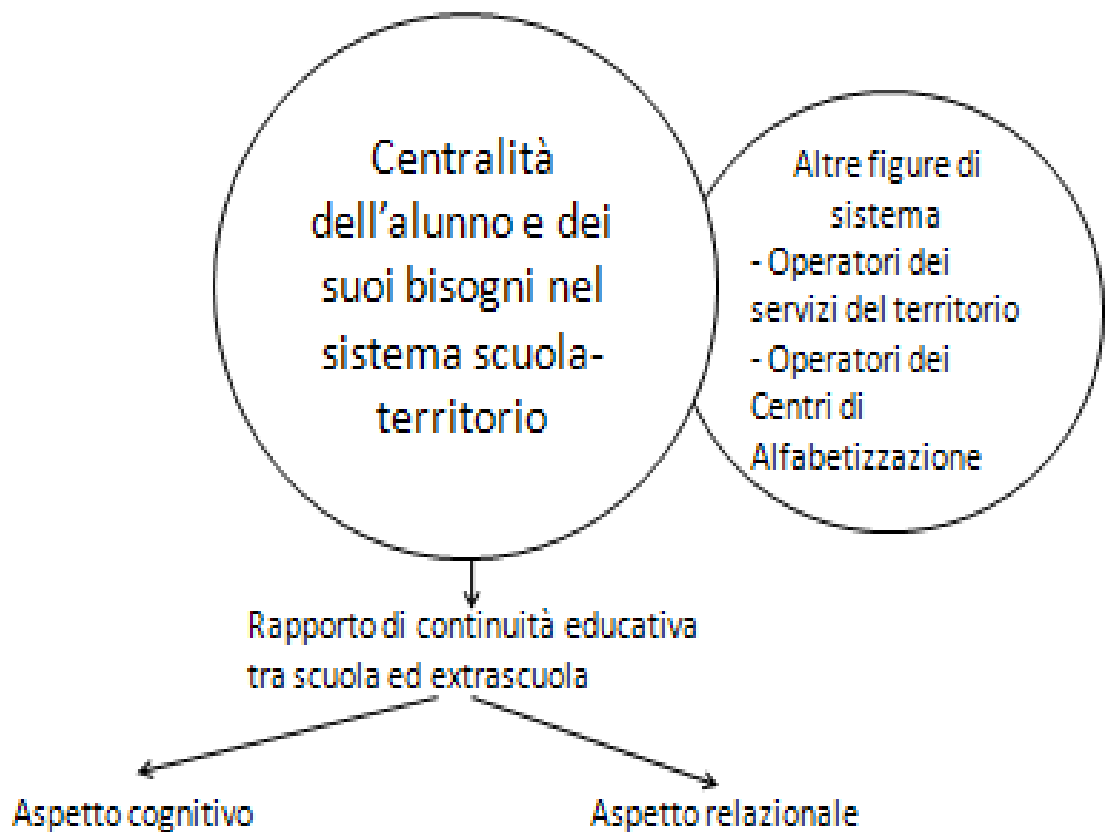 Centralità
dell'alunno e dei
suoi bisogni nel
sistema scuola-
territorio
Altre figure di
sistema
- Operatori dei
servizi del territorio
- Operatori dei
Centri di
Alfabetizzazione
Rapporto di continuità educativa
tra scuola ed extrascuola
Aspetto cognitivo
Aspetto relazionale